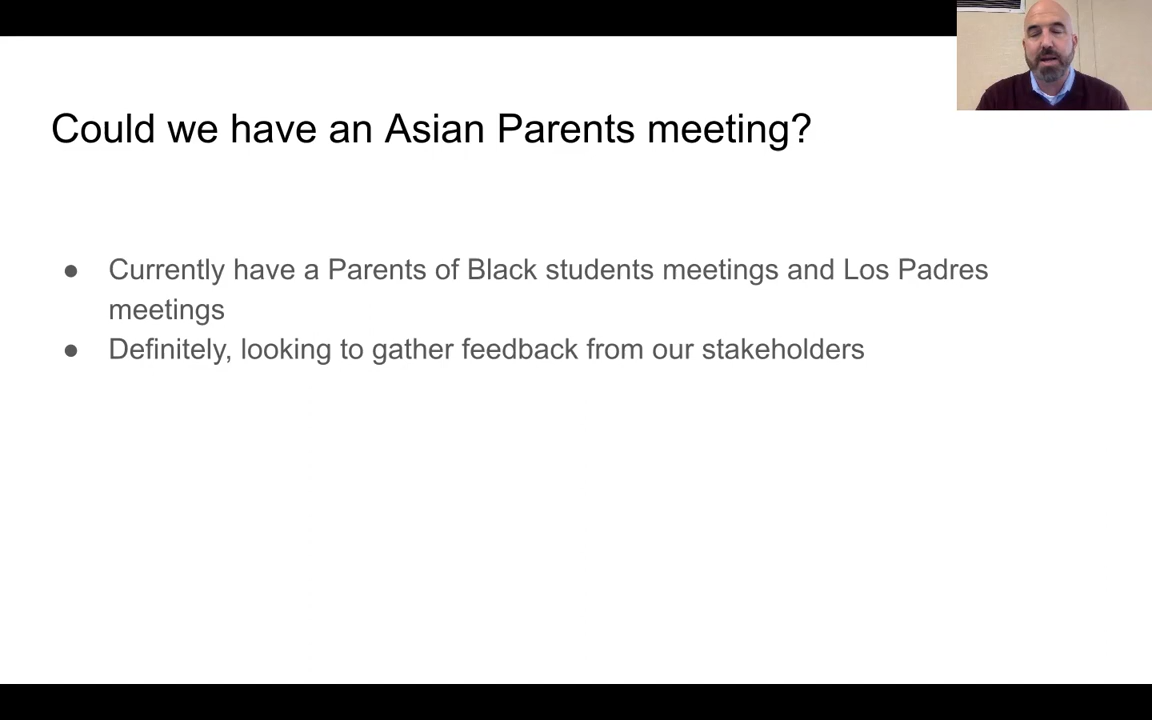 Could we have an Asian Parents meeting?
● Currently have a Parents of Black students meetings and Los Padres
meetings
● Definitely, looking to gather feedback from our stakeholders